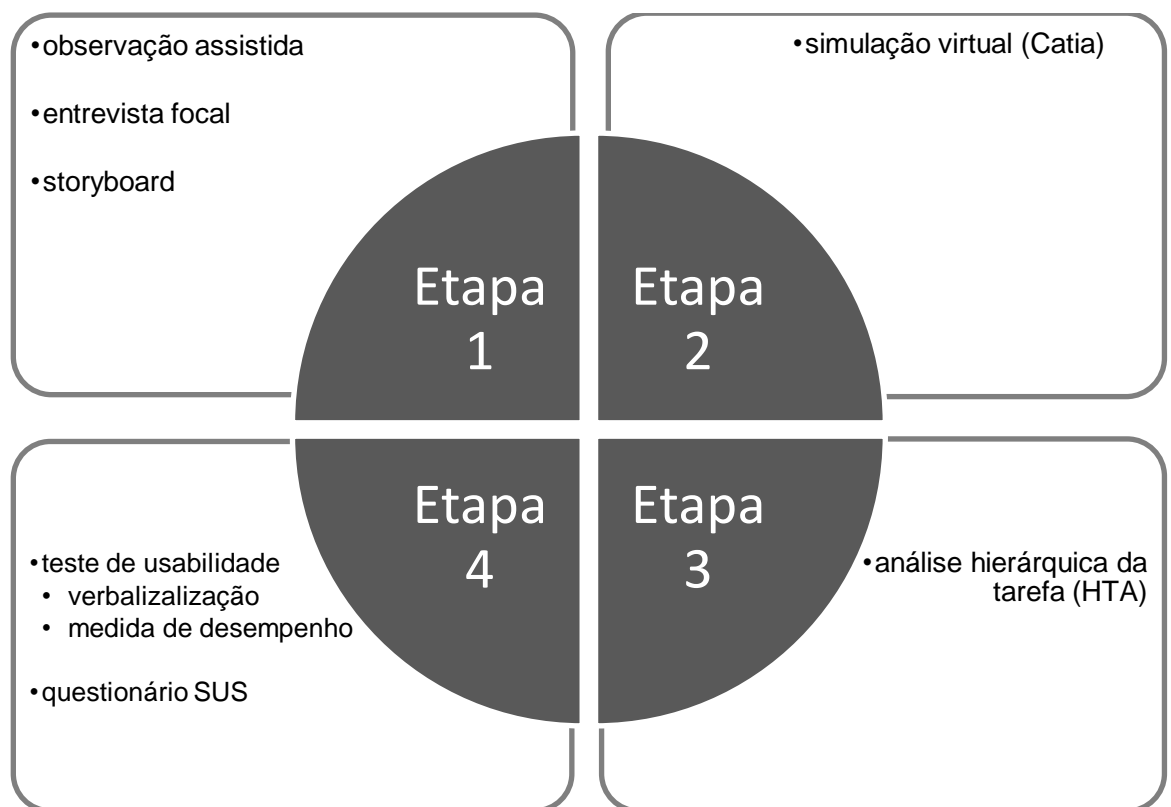 •observação assistida
•entrevista focal
•storyboard
•simulação virtual (Catia)
Etapa
1
Etapa
2
Etapa
4
Etapa
3
•teste de usabilidade
• verbalizalização
• medida de desempenho
•questionário SUS
•análise hierárquica da
tarefa (HTA)